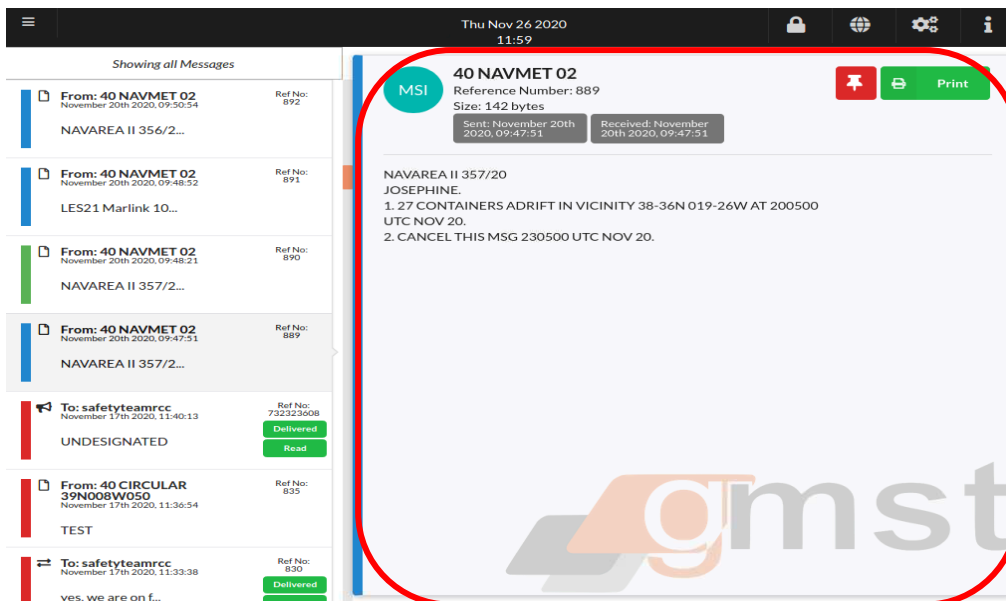 Thu Nov 26 2020
11:59
Showing all Messages
From: 40 NAVMET 02
November 20th 2020, 09:50:54
Ref No:
892
NAVAREA II 356/2...
From: 40 NAVMET 02
November 20th 2020, 09:48:52
Ref No:
891
LES21 Marlink 10...
From: 40 NAVMET 02
November 20th 2020, 09:48:21
Ref No:
890
NAVAREA II 357/2...
From: 40 NAVMET 02
November 20th 2020, 09:47:51
Ref No:
889
NAVAREA II 357/2...
To: safetyteamrcc
November 17th 2020, 11:40:13
Ref No:
732323608
Delivered
Read
UNDESIGNATED
From: 40 CIRCULAR
39N008W050
November 17th 2020, 11:36:54
Ref No:
835
TEST
To: safetyteamrcc
November 17th 2020, 11:33:38
Ref No:
830
Delivered
yes, we are on f...
MSI
40 NAVMET 02
Reference Number: 889
Size: 142 bytes
Sent: November 20th
2020, 09:47:51
Received: November
20th 2020, 09:47:51
Print
NAVAREA II 357/20
JOSEPHINE.
1. 27 CONTAINERS ADRIFT IN VICINITY 38-36N 019-26W AT 200500
UTC NOV 20.
2. CANCEL THIS MSG 230500 UTC NOV 20.
gmst